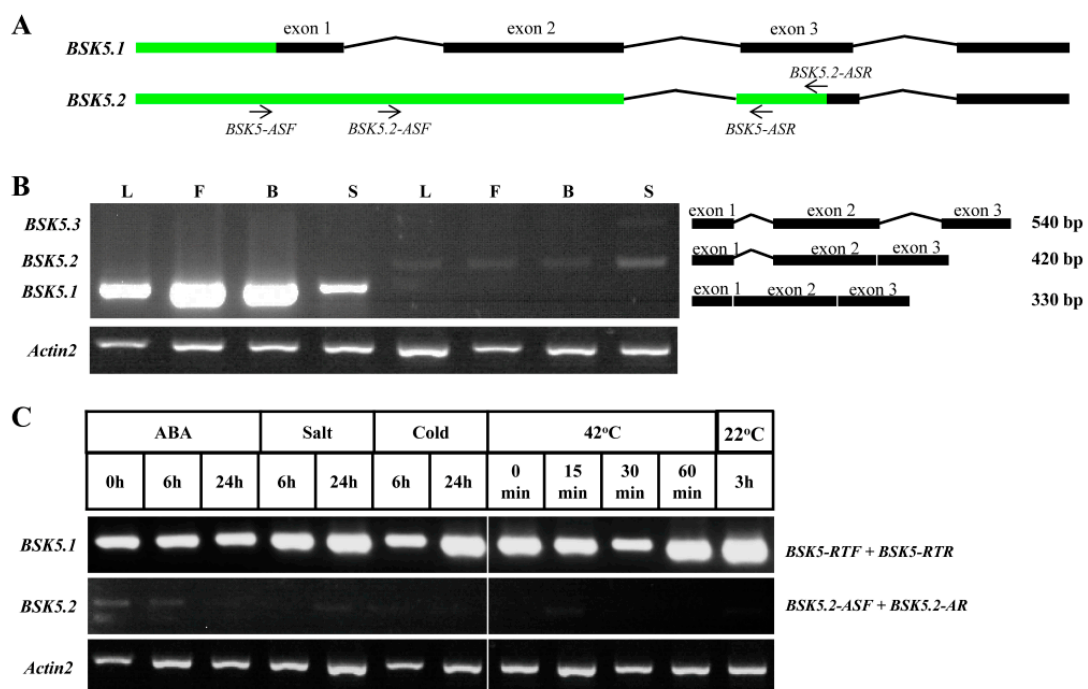 A
exon 1 exon 2 exon 3
BSK5.1
BSK5.2-ASR
BSK5.2
BSK5-ASF BSK5.2-ASF BSK5-ASR
B
L F B S L F B S
BSK5.3
BSK5.2
BSK5.1
Actin2
exon 1 exon 2 exon 3 540 bp
exon 1 exon 2 exon 3 420 bp
exon 1 exon 2 exon 3 330 bp
C
ABA Salt Cold 42°C 22°C
0h 6h 24h 6h 24h 6h 24h 0 min 15 min 30 min 60 min 3h
BSK5.1 BSK5-RTF + BSK5-RTR
BSK5.2 BSK5.2-ASF + BSK5.2-AR
Actin2